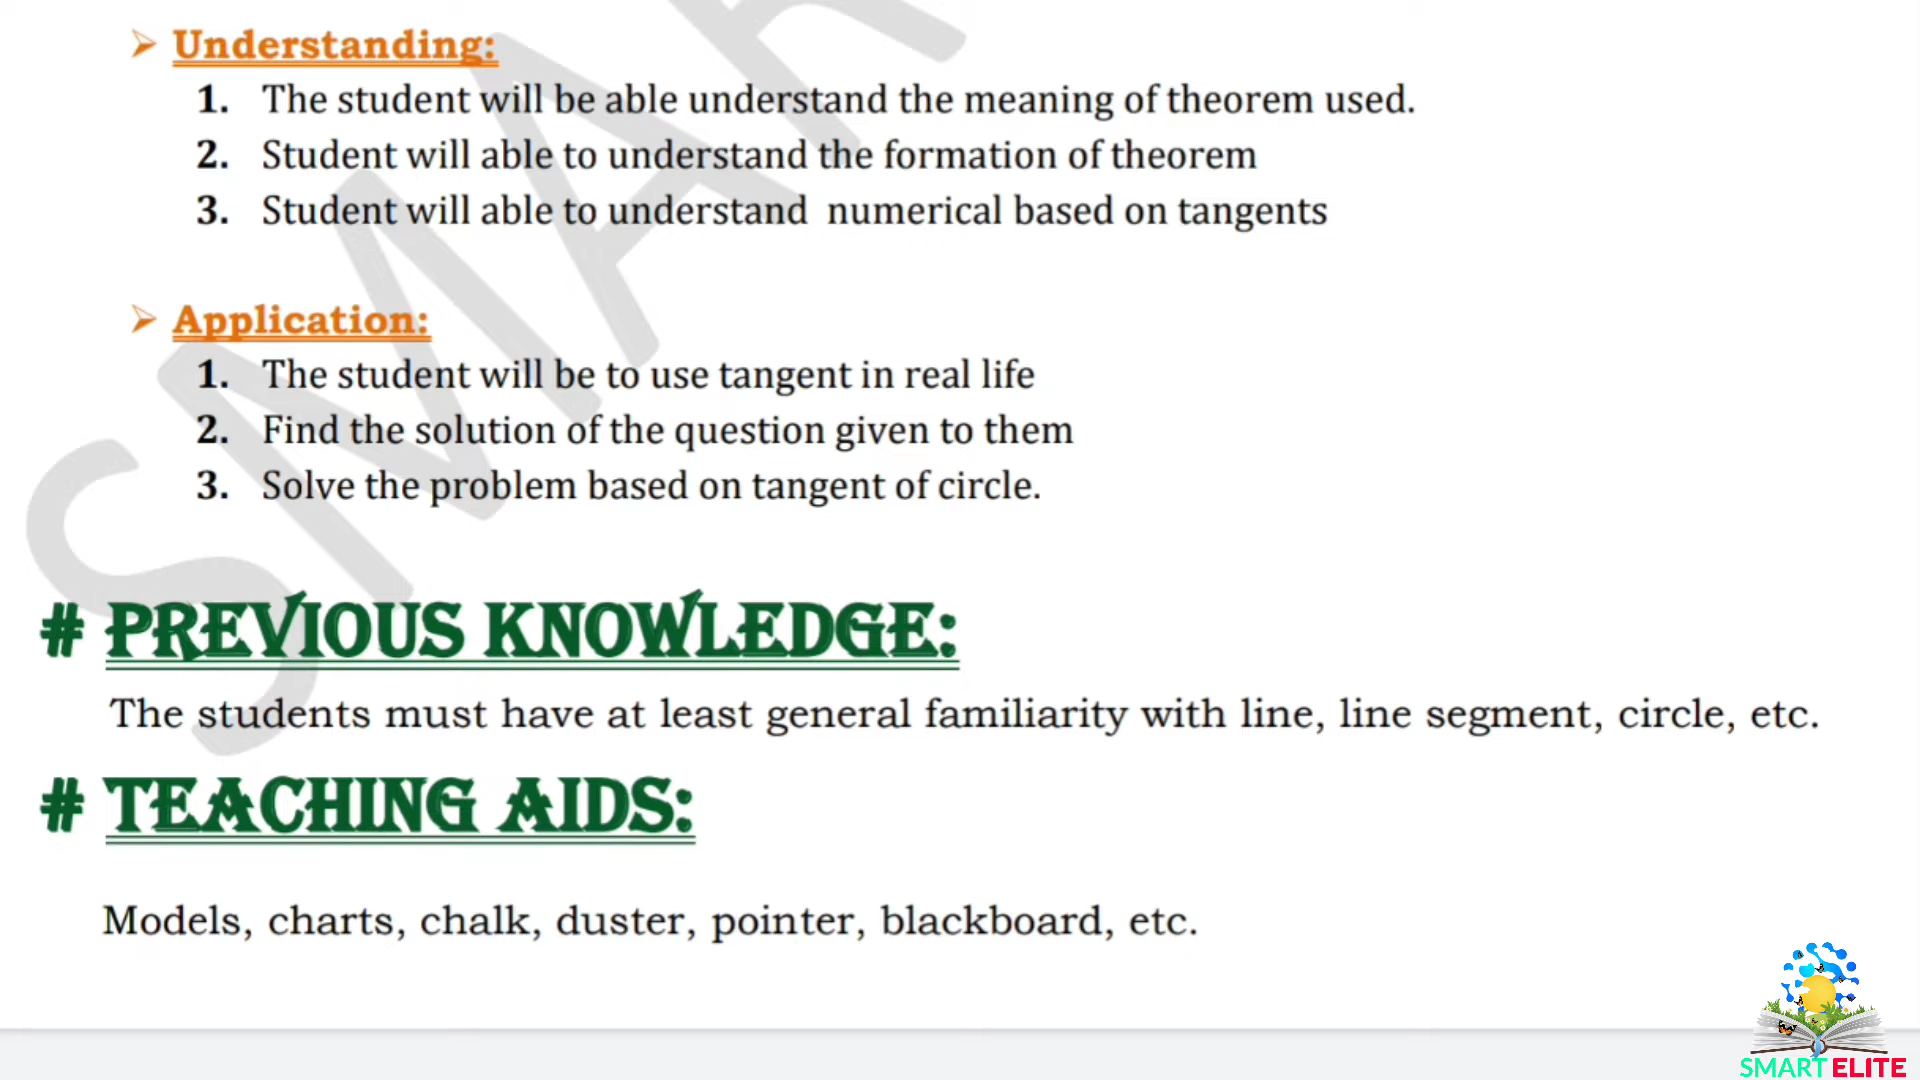 ➢ Understanding:
1. The student will be able understand the meaning of theorem used.
2. Student will able to understand the formation of theorem
3. Student will able to understand numerical based on tangents
➢ Application:
1. The student will be to use tangent in real life
2. Find the solution of the question given to them
3. Solve the problem based on tangent of circle.
# PREVIOUS KNOWLEDGE:
The students must have at least general familiarity with line, line segment, circle, etc.
# TEACHING AIDS:
Models, charts, chalk, duster, pointer, blackboard, etc.
SMART ELITE